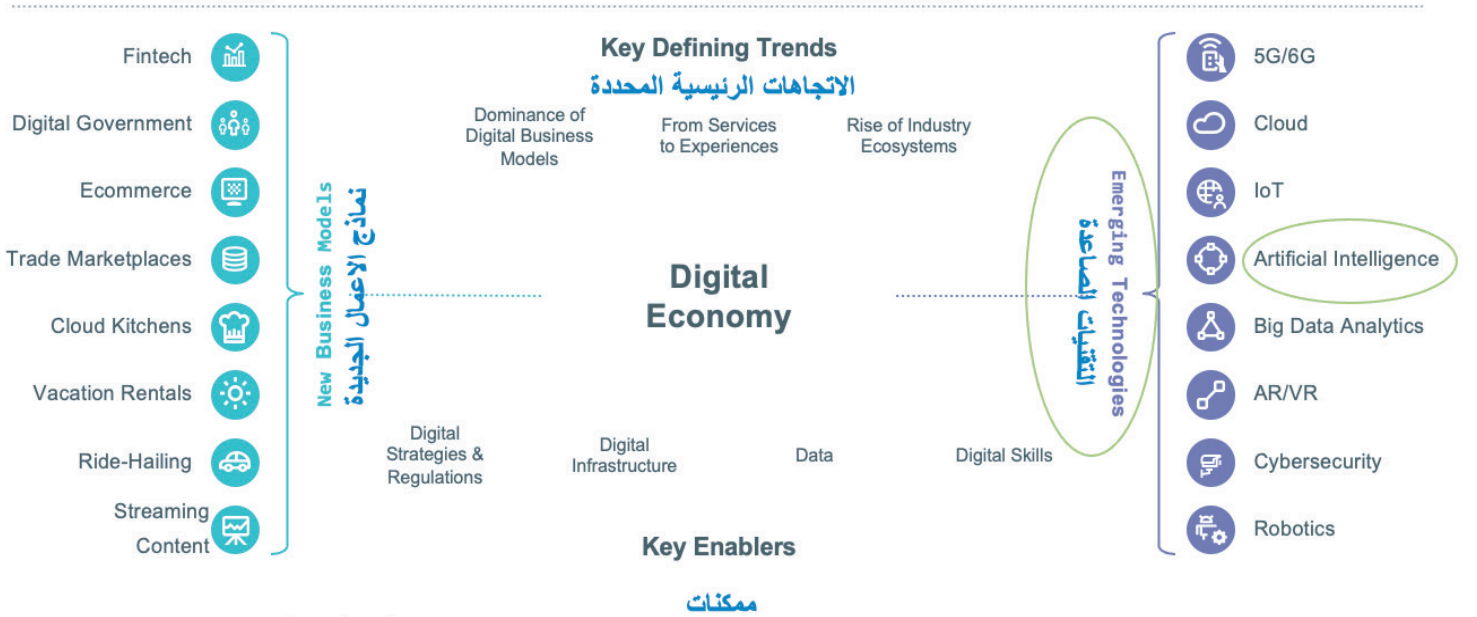 Key Defining Trends
الاتجاهات الرئيسية المحددة
Dominance of
Digital Business
Models
From Services
to Experiences
Rise of Industry
Ecosystems
Fintech
Digital Government
Ecommerce
Trade Marketplaces
Cloud Kitchens
Vacation Rentals
Ride-Hailing
Streaming
Content
New Business Models
نماذج الاعمال الجديدة
Digital
Economy
Emerging Technologies
التقنيات الصاعدة
5G/6G
Cloud
IoT
Artificial Intelligence
Big Data Analytics
AR/VR
Cybersecurity
Robotics
Digital
Strategies &
Regulations
Digital
Infrastructure
Data
Digital Skills
Key Enablers
ممكنات